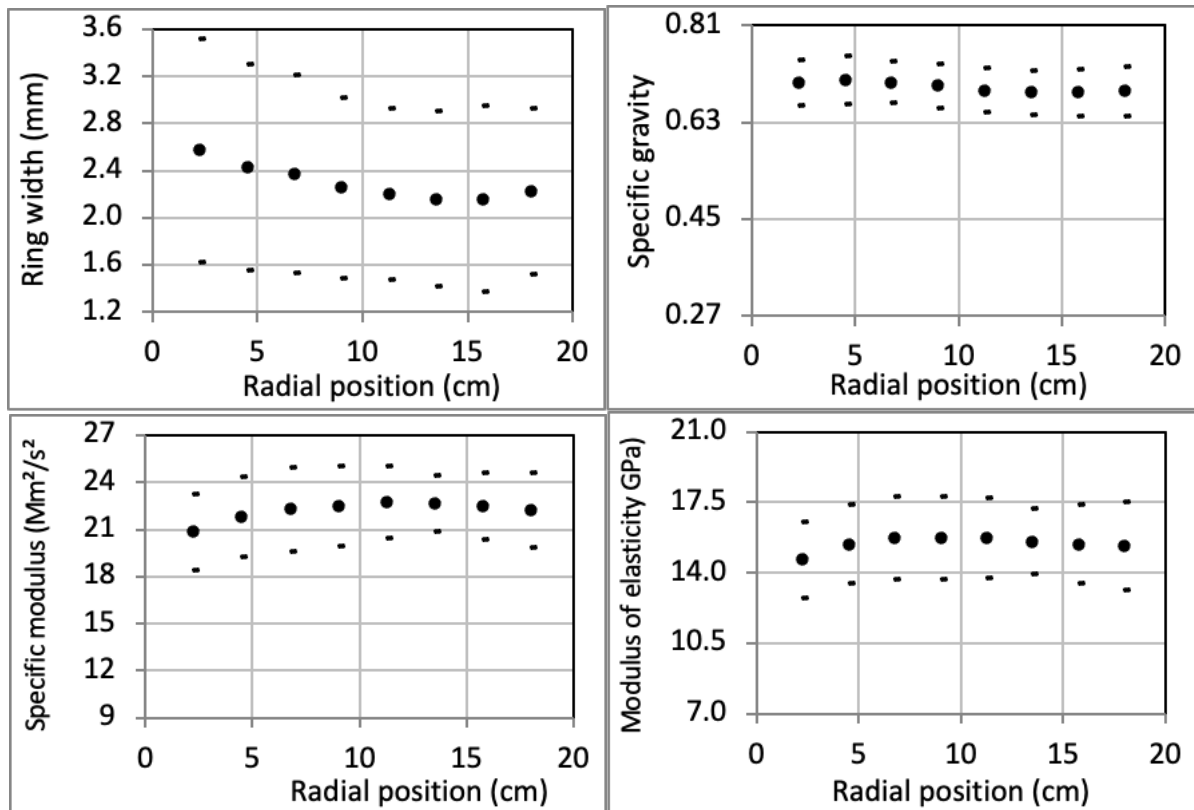 Ring width (mm)
3.6
3.2
2.8
2.4
2.0
1.6
1.2
0 5 10 15 20
Radial position (cm)
Specific gravity
0.81
0.63
0.45
0.27
0 5 10 15 20
Radial position (cm)
Specific modulus (Mm²/s²
27
24
21
18
15
12
9
0 5 10 15 20
Radial position (cm)
Modulus of elasticity GPa)
21.0
17.5
14.0
10.5
7.0
0 5 10 15 20
Radial position (cm)